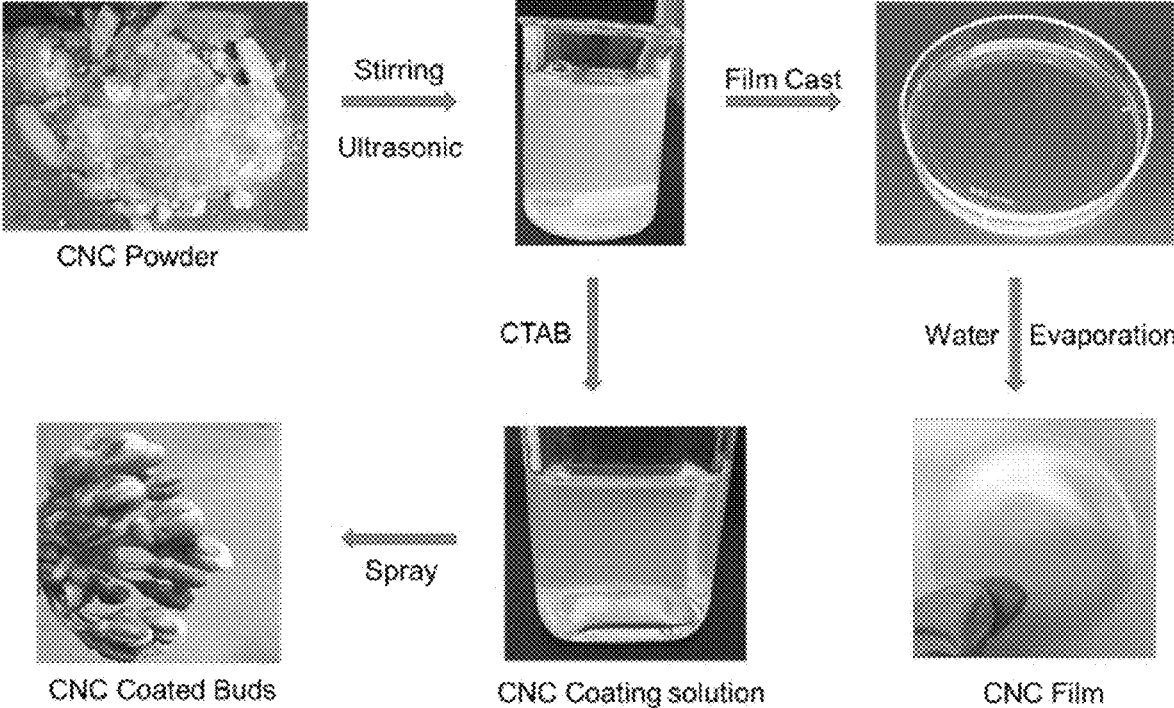 Stirring
Ultrasonic
Film Cast
CNC Powder
CTAB
Water
Evaporation
Spray
CNC Coated Buds
CNC Coating solution
CNC Film